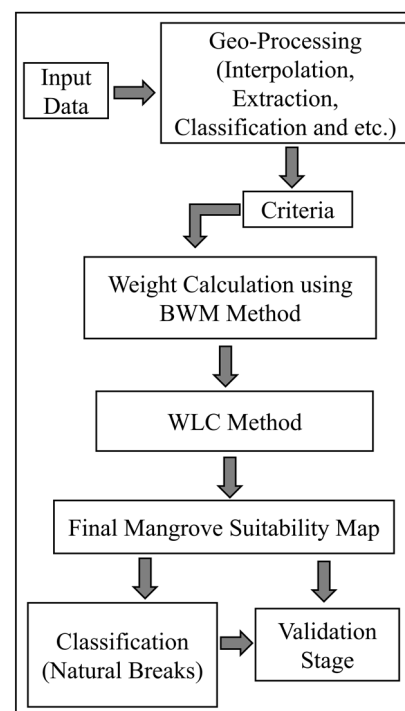 Input
Data
Geo-Processing
(Interpolation,
Extraction,
Classification and etc.)
Criteria
Weight Calculation using
BWM Method
WLC Method
Final Mangrove Suitability Map
Classification
(Natural Breaks)
Validation
Stage